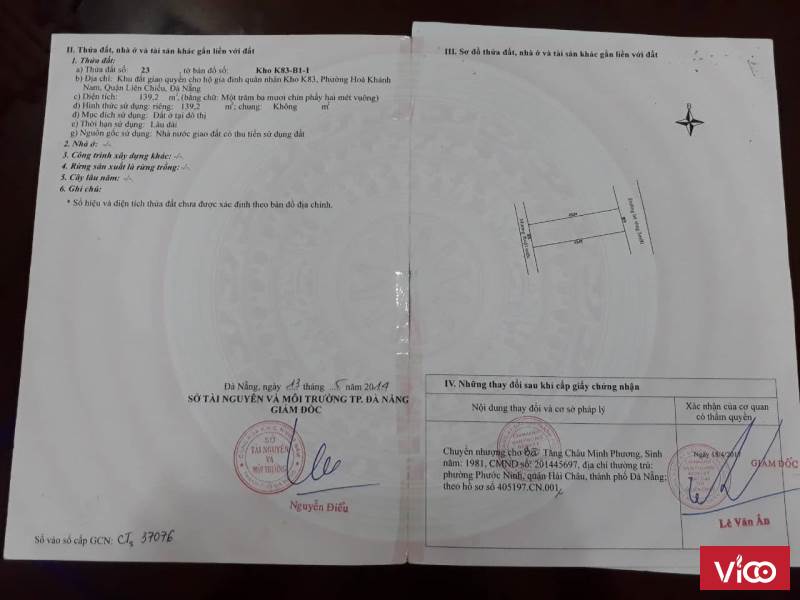 II. Thửa đất, nhà ở và tài sản khác gắn liền với đất
1. Thửa đất:
a) Thửa đất số: 23 , tờ bản đồ số: Kho K83-B1-1
b) Địa chỉ: Khu đất giao quyền cho hộ gia đình quân nhân Kho K83, Phường Hoà Khánh
Nam, Quận Liên Chiểu, Đà Nẵng
c) Diện tích: 139,2 m², (bằng chữ: Một trăm ba mươi chín phẩy hai mét vuông)
d) Hình thức sử dụng: riêng: 139,2 m²; chung: Không m²
đ) Mục đích sử dụng: Đất ở tại đô thị
e) Thời hạn sử dụng: Lâu dài
g) Nguồn gốc sử dụng: Nhà nước giao đất có thu tiền sử dụng đất
2. Nhà ở: -/-
3. Công trình xây dựng khác: -/-
4. Rừng sản xuất là rừng trồng: -/-
5. Cây lâu năm: -/-
6. Ghi chú:
* Số hiệu và diện tích thửa đất chưa được xác định theo bản đồ địa chính.
Đà Nẵng, ngày 13 tháng 5 năm 2014
SỞ TÀI NGUYÊN VÀ MÔI TRƯỜNG TP. ĐÀ NẴNG
GIÁM ĐỐC
SỞ
TÀI NGUYÊN
VÀ
MÔI TRƯỜNG
Nguyễn Điểu
Số vào sổ cấp GCN: CTs 37076
III. Sơ đồ thửa đất, nhà ở và tài sản khác gắn liền với đất
IV. Những thay đổi sau khi cấp giấy chứng nhận
Nội dung thay đổi và cơ sở pháp lý
Xác nhận của cơ quan
có thẩm quyền
Chuyển nhượng cho bà Tăng Châu Minh Phương, Sinh
năm: 1981, CMND số: 201445697, địa chỉ thường trú:
phường Phước Ninh, quận Hải Châu, thành phố Đà Nẵng;
theo hồ sơ số 405197.CN.001
GIÁM ĐỐC
Lê Văn Ân
ViCO